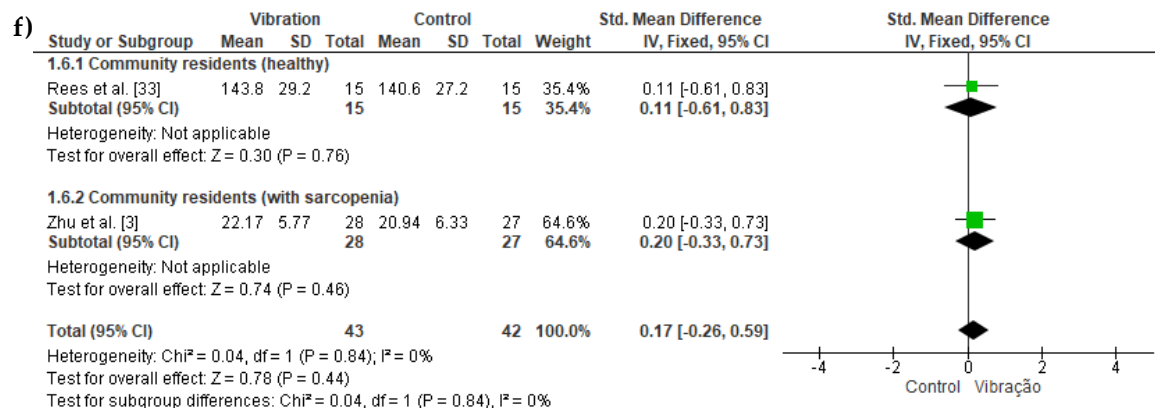 f)
Vibration Control Std. Mean Difference Std. Mean Difference
Study or Subgroup Mean SD Total Mean SD Total Weight IV, Fixed, 95% CI IV, Fixed, 95% CI
1.6.1 Community residents (healthy)
Rees et al. [33] 143.8 29.2 15 140.6 27.2 15 35.4% 0.11 [-0.61, 0.83]
Subtotal (95% CI) 15 15 35.4% 0.11 [-0.61, 0.83]
Heterogeneity: Not applicable
Test for overall effect: Z = 0.30 (P = 0.76)
1.6.2 Community residents (with sarcopenia)
Zhu et al. [3] 22.17 5.77 28 20.94 6.33 27 64.6% 0.20 [-0.33, 0.73]
Subtotal (95% CI) 28 27 64.6% 0.20 [-0.33, 0.73]
Heterogeneity: Not applicable
Test for overall effect: Z = 0.74 (P = 0.46)
Total (95% CI) 43 42 100.0% 0.17 [-0.26, 0.59]
Heterogeneity: Chi² = 0.04, df = 1 (P = 0.84); I² = 0%
Test for overall effect: Z = 0.78 (P = 0.44)
Test for subgroup differences: Chi² = 0.04, df = 1 (P = 0.84), I² = 0%
-4 -2 0 2 4
Control Vibração